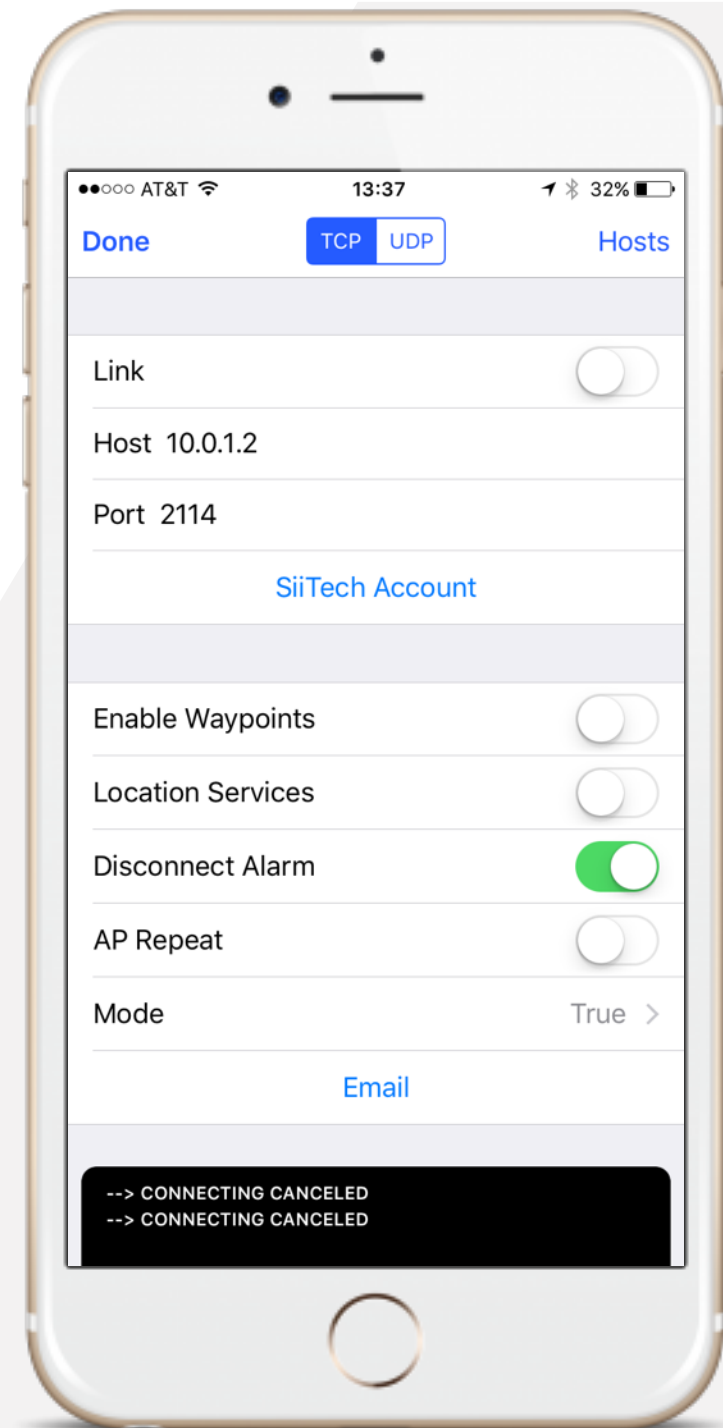 ●●○○○ AT&T 13:37 32%
Done TCP UDP Hosts
Link
Host 10.0.1.2
Port 2114
SiiTech Account
Enable Waypoints
Location Services
Disconnect Alarm
AP Repeat
Mode True >
Email
--> CONNECTING CANCELED
--> CONNECTING CANCELED